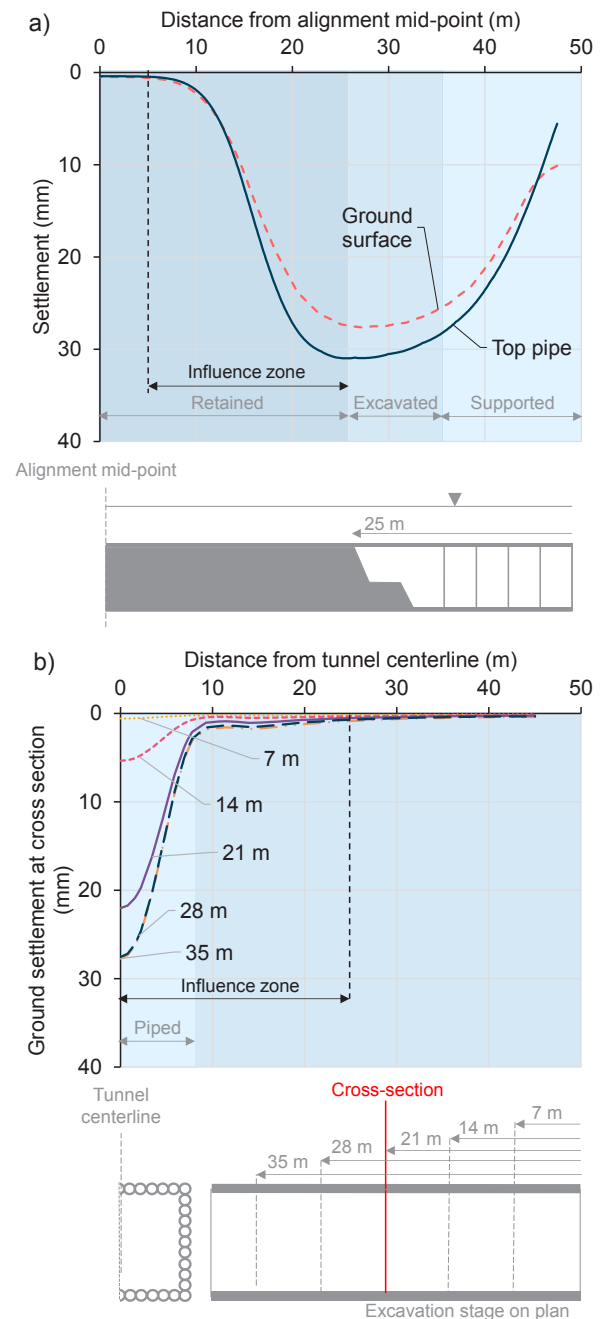 a)
Distance from alignment mid-point (m)
0 10 20 30 40 50
0
10
20
30
40
Settlement (mm)
Ground
surface
Top pipe
Influence zone
Retained Excavated Supported
Alignment mid-point
25 m
b)
Distance from tunnel centerline (m)
0 10 20 30 40 50
0
10
20
30
40
Ground settlement at cross section
(mm)
7 m
14 m
21 m
28 m
35 m
Influence zone
Piped
Tunnel
centerline
Cross-section
7 m
14 m
21 m
28 m
35 m
Excavation stage on plan